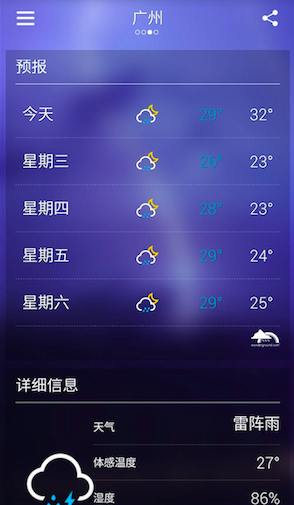 广州
预报
今天 29° 32°
星期三 26° 23°
星期四 28° 23°
星期五 29° 24°
星期六 29° 25°
wunderground.com
详细信息
天气 雷阵雨
体感温度 27°
湿度 86%